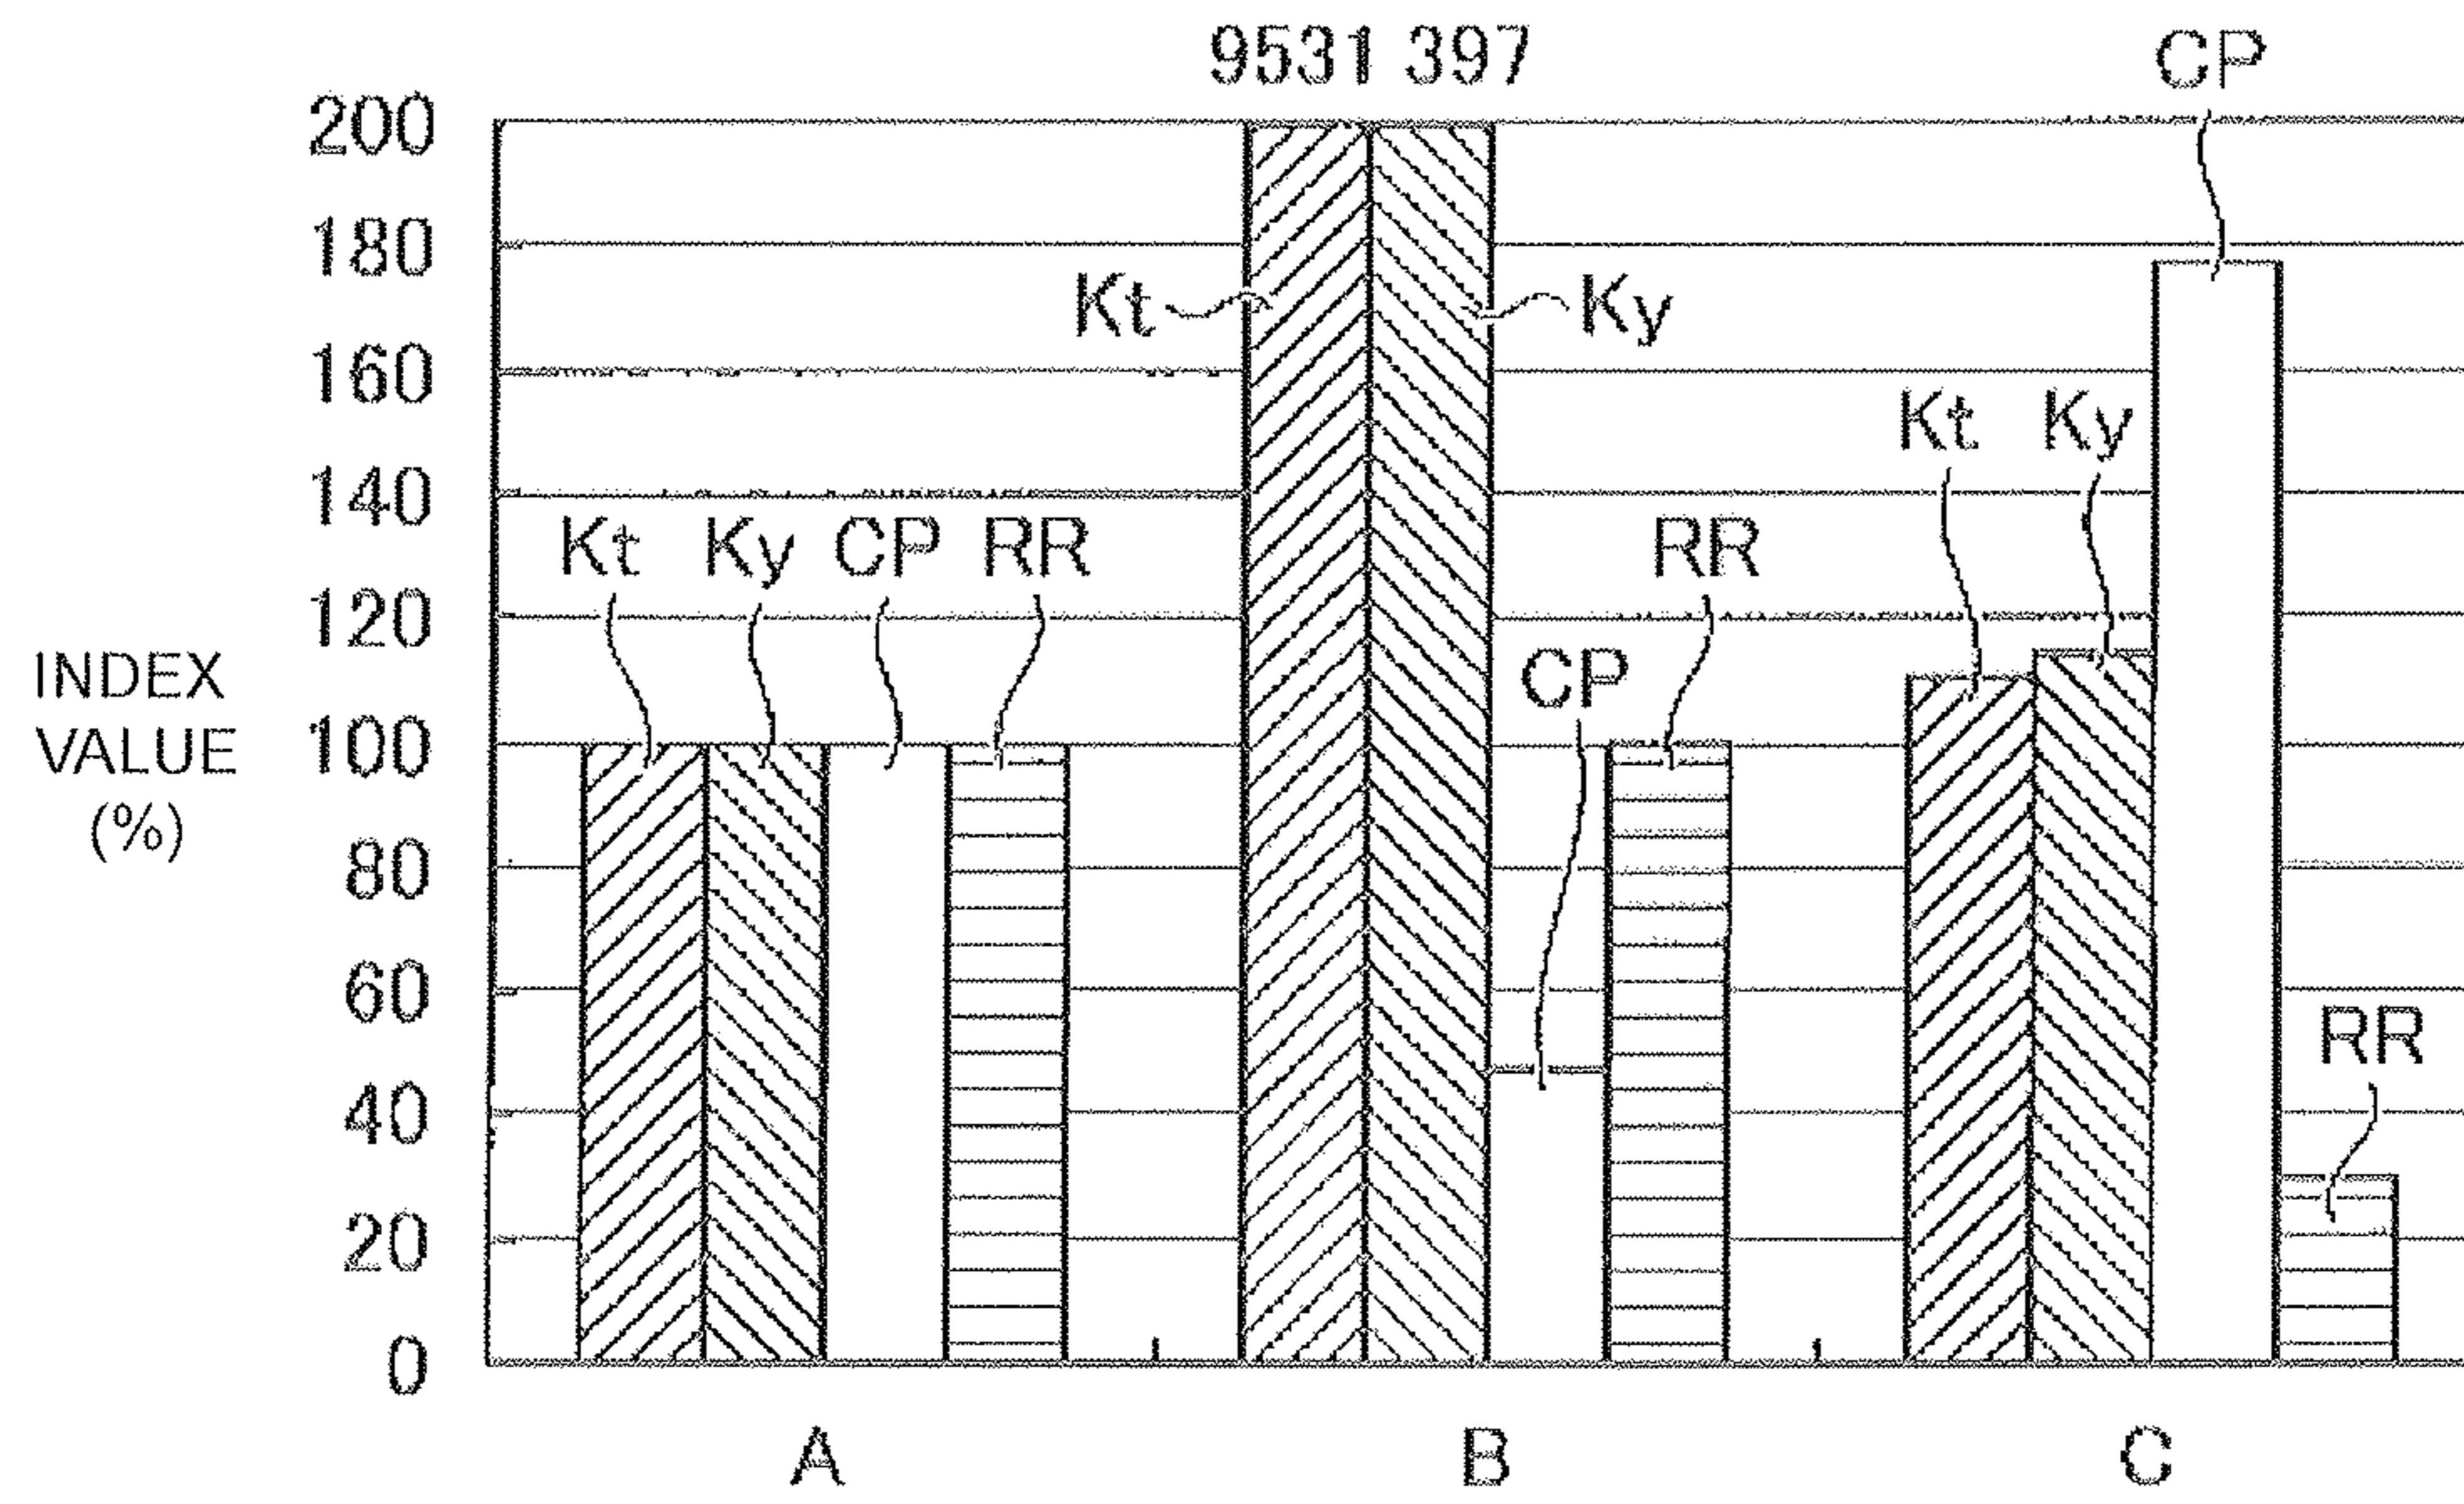 9531 397
CP
200
180
Kt Ky
160
Kt Ky
140
Kt Ky CP RR
RR
120
CP
INDEX
VALUE
(%)
100
80
60
RR
40
20
0
A B C